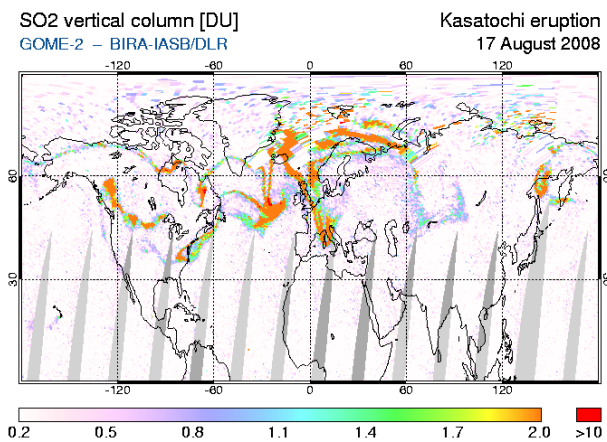 SO2 vertical column [DU]
Kasatochi eruption
GOME-2 – BIRA-IASB/DLR
17 August 2008
-120 -60 0 60 120
60 60
30 30
-120 -60 0 60 120
0.2 0.5 0.8 1.1 1.4 1.7 2.0 >10